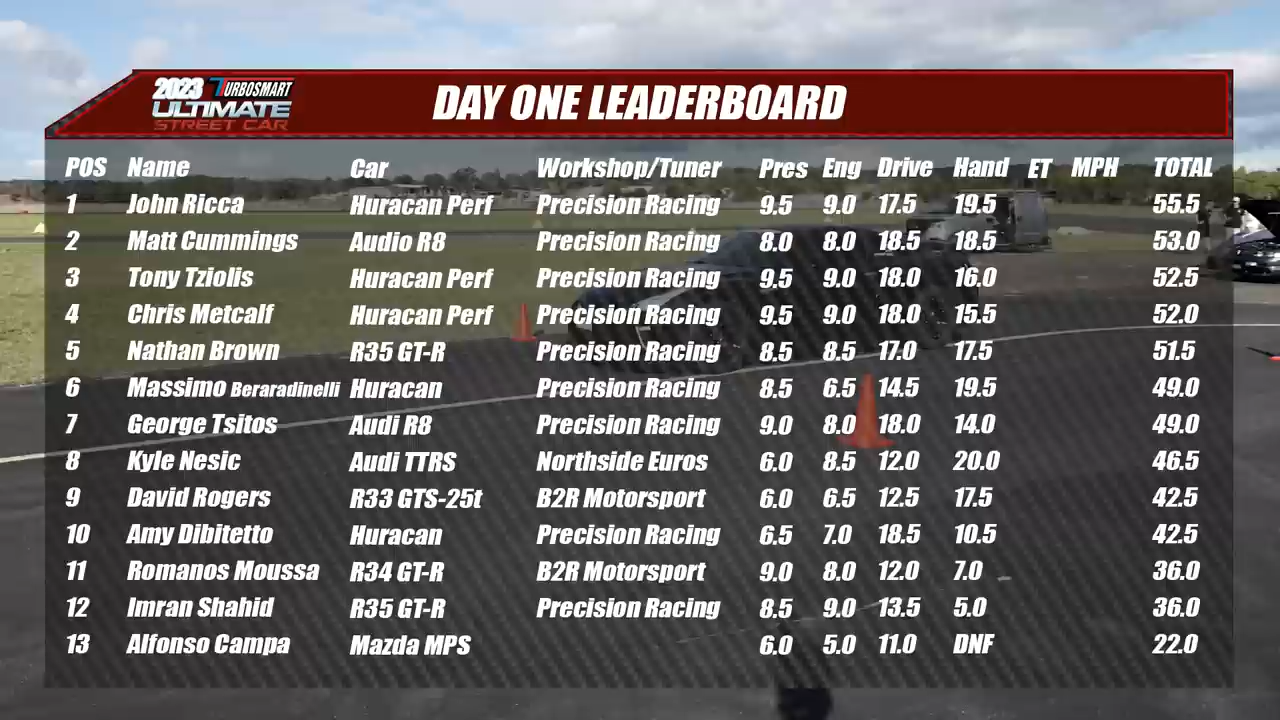 2023 TURBOSMART
ULTIMATE
STREET CAR
DAY ONE LEADERBOARD
POS Name Car Workshop/Tuner Pres Eng Drive Hand ET MPH TOTAL
1 John Ricca Huracan Perf Precision Racing 9.5 9.0 17.5 19.5 55.5
2 Matt Cummings Audio R8 Precision Racing 8.0 8.0 18.5 18.5 53.0
3 Tony Tziolis Huracan Perf Precision Racing 9.5 9.0 18.0 16.0 52.5
4 Chris Metcalf Huracan Perf Precision Racing 9.5 9.0 18.0 15.5 52.0
5 Nathan Brown R35 GT-R Precision Racing 8.5 8.5 17.0 17.5 51.5
6 Massimo Beraradinelli Huracan Precision Racing 8.5 6.5 14.5 19.5 49.0
7 George Tsitos Audi R8 Precision Racing 9.0 8.0 18.0 14.0 49.0
8 Kyle Nesic Audi TTRS Northside Euros 6.0 8.5 12.0 20.0 46.5
9 David Rogers R33 GTS-25t B2R Motorsport 6.0 6.5 12.5 17.5 42.5
10 Amy Dibitetto Huracan Precision Racing 6.5 7.0 18.5 10.5 42.5
11 Romanos Moussa R34 GT-R B2R Motorsport 9.0 8.0 12.0 7.0 36.0
12 Imran Shahid R35 GT-R Precision Racing 8.5 9.0 13.5 5.0 36.0
13 Alfonso Campa Mazda MPS 6.0 5.0 11.0 DNF 22.0